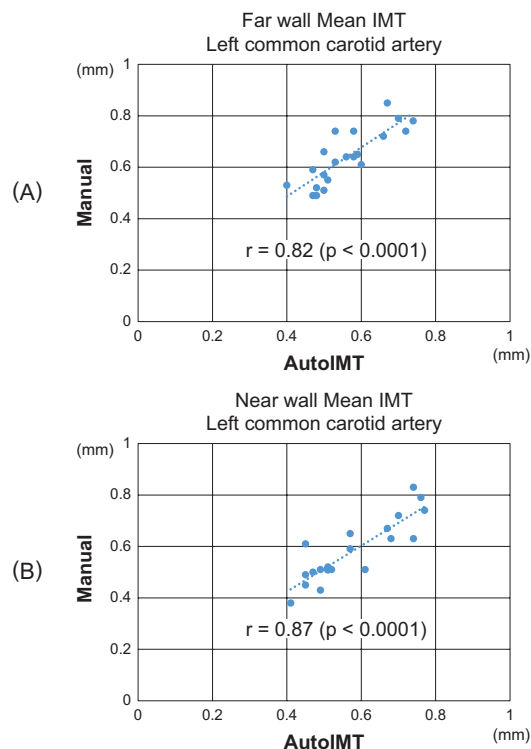 Far wall Mean IMT
Left common carotid artery
(mm)
1
0.8
0.6
0.4
0.2
0
(A)
Manual
r = 0.82 (p < 0.0001)
0
0.2
0.4
0.6
0.8
1
(mm)
AutoIMT
Near wall Mean IMT
Left common carotid artery
(mm)
1
0.8
0.6
0.4
0.2
0
(B)
Manual
r = 0.87 (p < 0.0001)
0
0.2
0.4
0.6
0.8
1
(mm)
AutoIMT